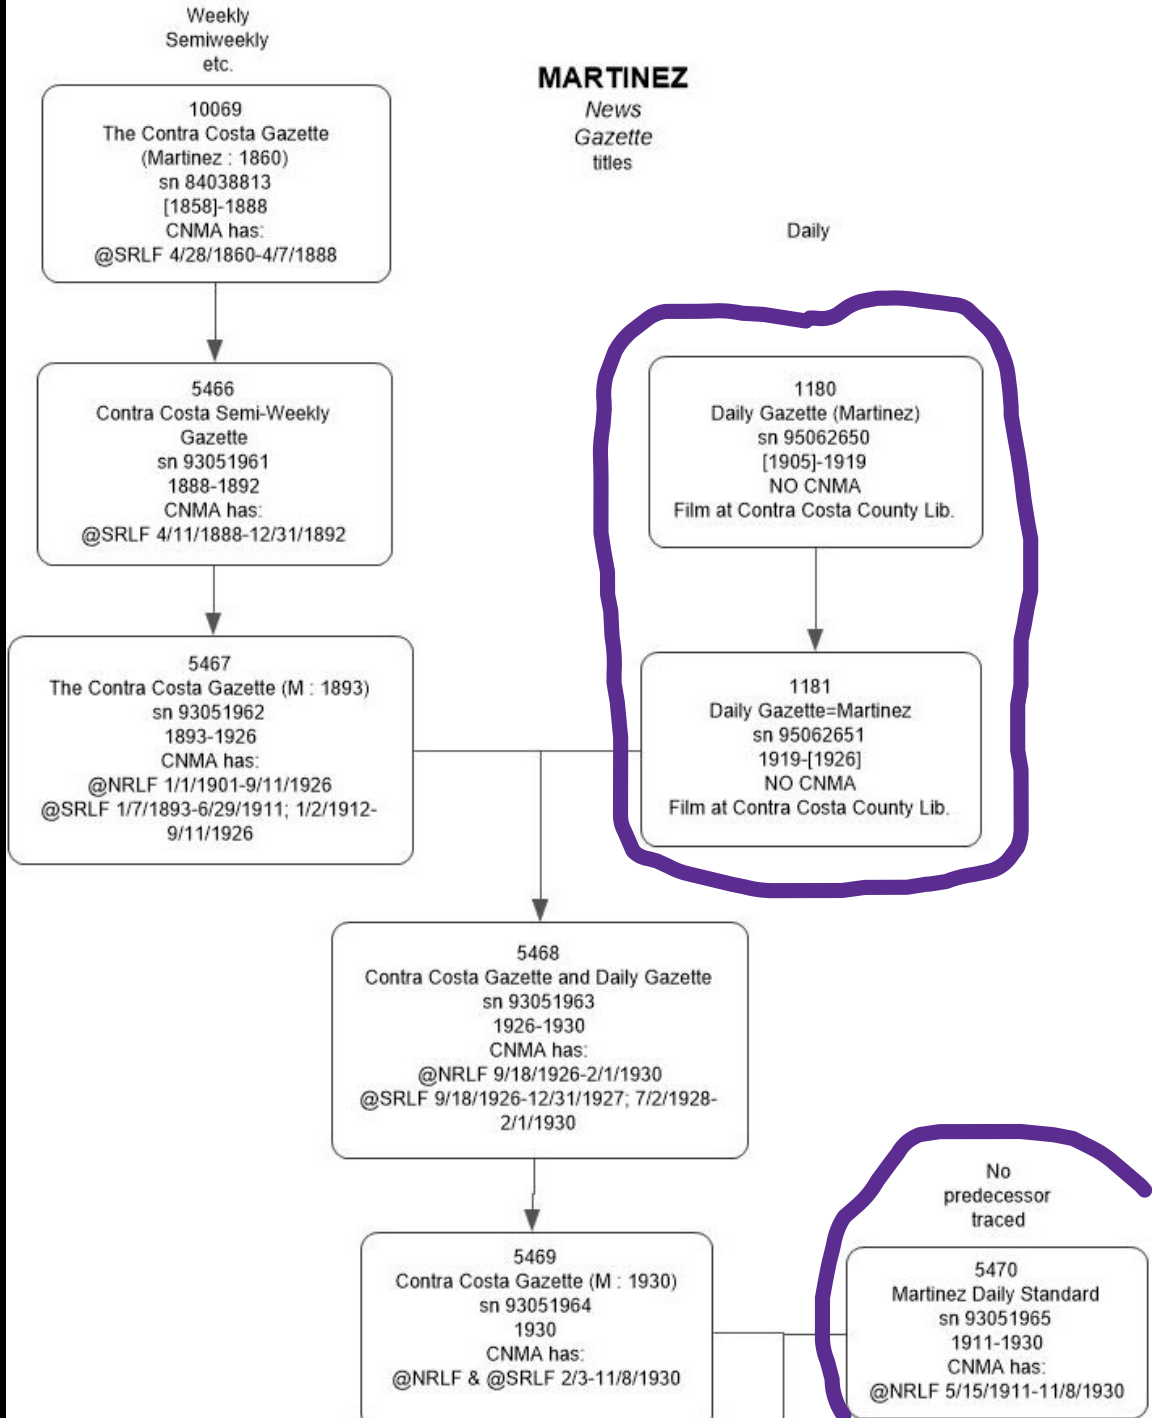 Weekly
Semiweekly
etc.
MARTINEZ
News
Gazette
titles
10069
The Contra Costa Gazette
(Martinez : 1860)
sn 84038813
[1858]-1888
CNMA has:
@SRLF 4/28/1860-4/7/1888
Daily
5466
Contra Costa Semi-Weekly
Gazette
sn 93051961
1888-1892
CNMA has:
@SRLF 4/11/1888-12/31/1892
1180
Daily Gazette (Martinez)
sn 95062650
[1905]-1919
NO CNMA
Film at Contra Costa County Lib.
5467
The Contra Costa Gazette (M : 1893)
sn 93051962
1893-1926
CNMA has:
@NRLF 1/1/1901-9/11/1926
@SRLF 1/7/1893-6/29/1911; 1/2/1912-
9/11/1926
1181
Daily Gazette=Martinez
sn 95062651
1919-[1926]
NO CNMA
Film at Contra Costa County Lib.
5468
Contra Costa Gazette and Daily Gazette
sn 93051963
1926-1930
CNMA has:
@NRLF 9/18/1926-2/1/1930
@SRLF 9/18/1926-12/31/1927; 7/2/1928-
2/1/1930
5469
Contra Costa Gazette (M : 1930)
sn 93051964
1930
CNMA has:
@NRLF & @SRLF 2/3-11/8/1930
No
predecessor
traced
5470
Martinez Daily Standard
sn 93051965
1911-1930
CNMA has:
@NRLF 5/15/1911-11/8/1930